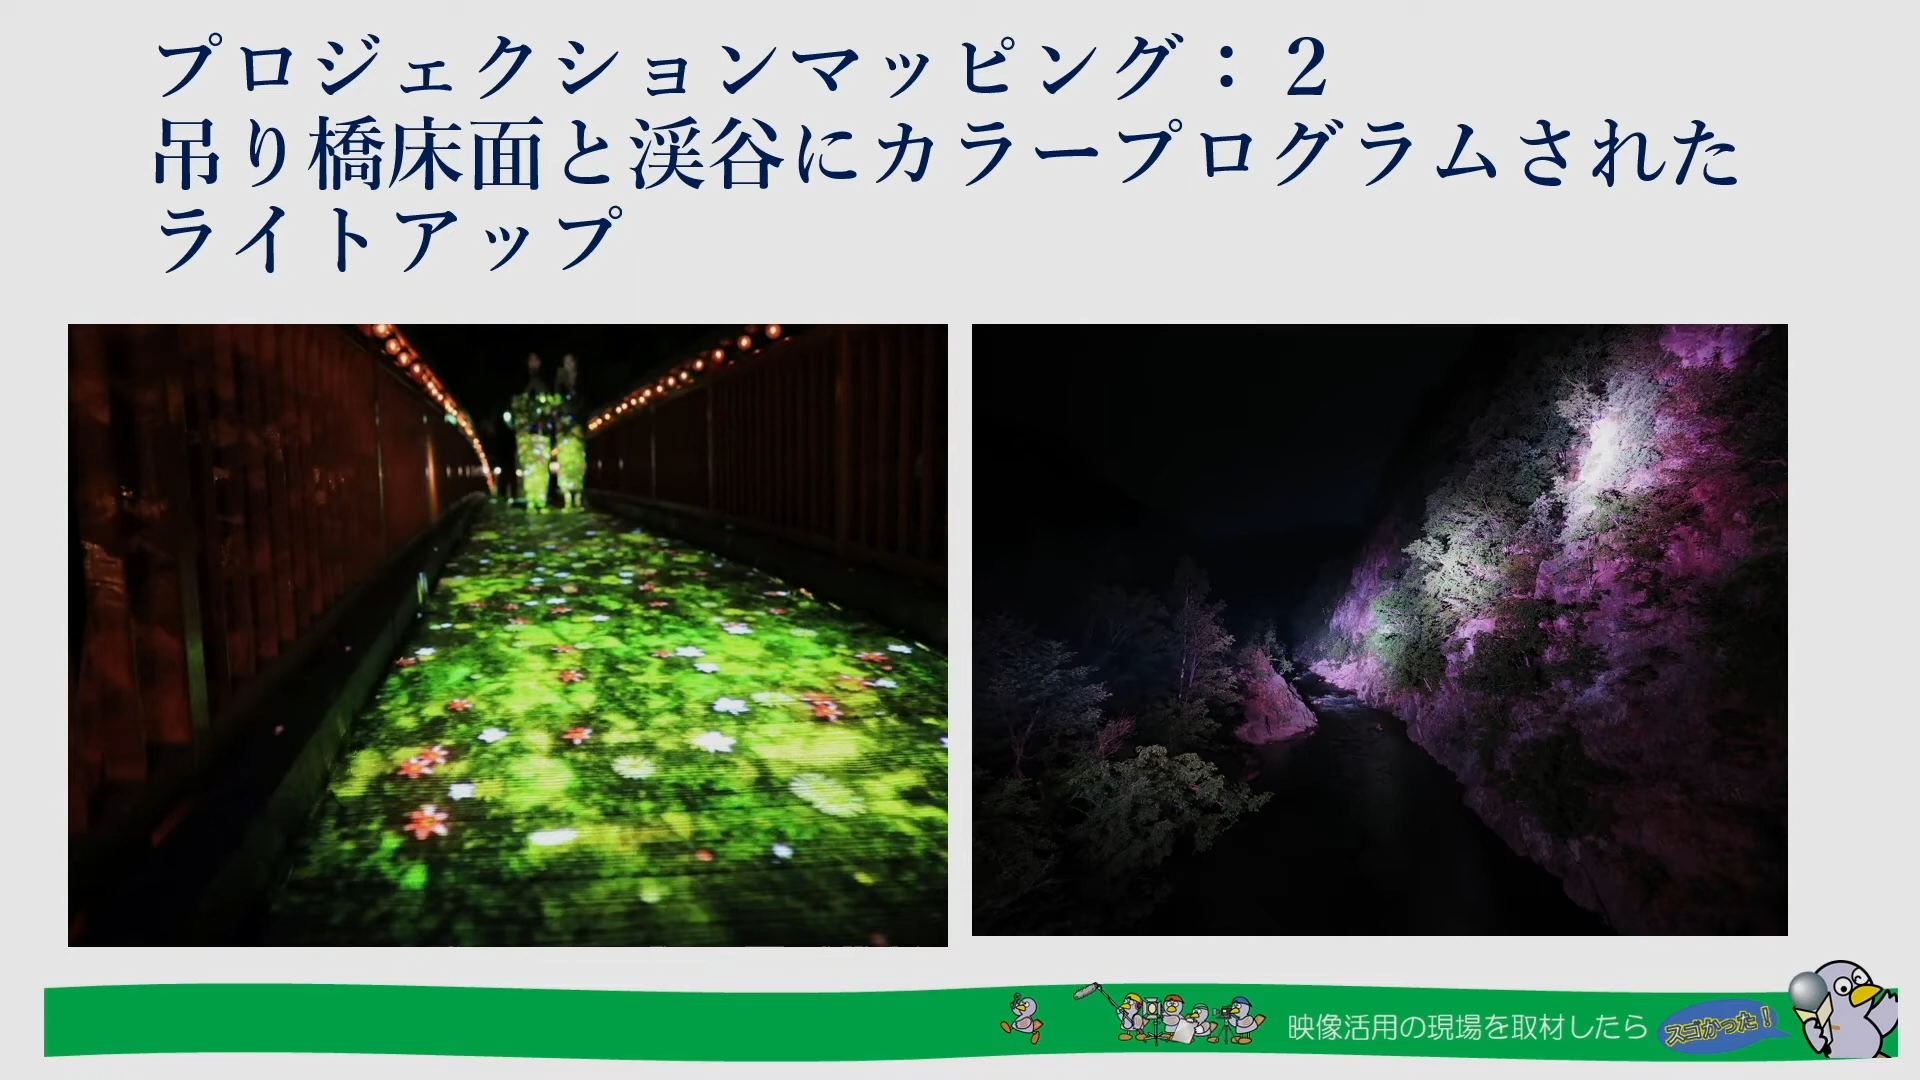 プロジェクションマッピング：２
吊り橋床面と渓谷にカラープログラムされた
ライトアップ
映像活用の現場を取材したら
スゴかった！